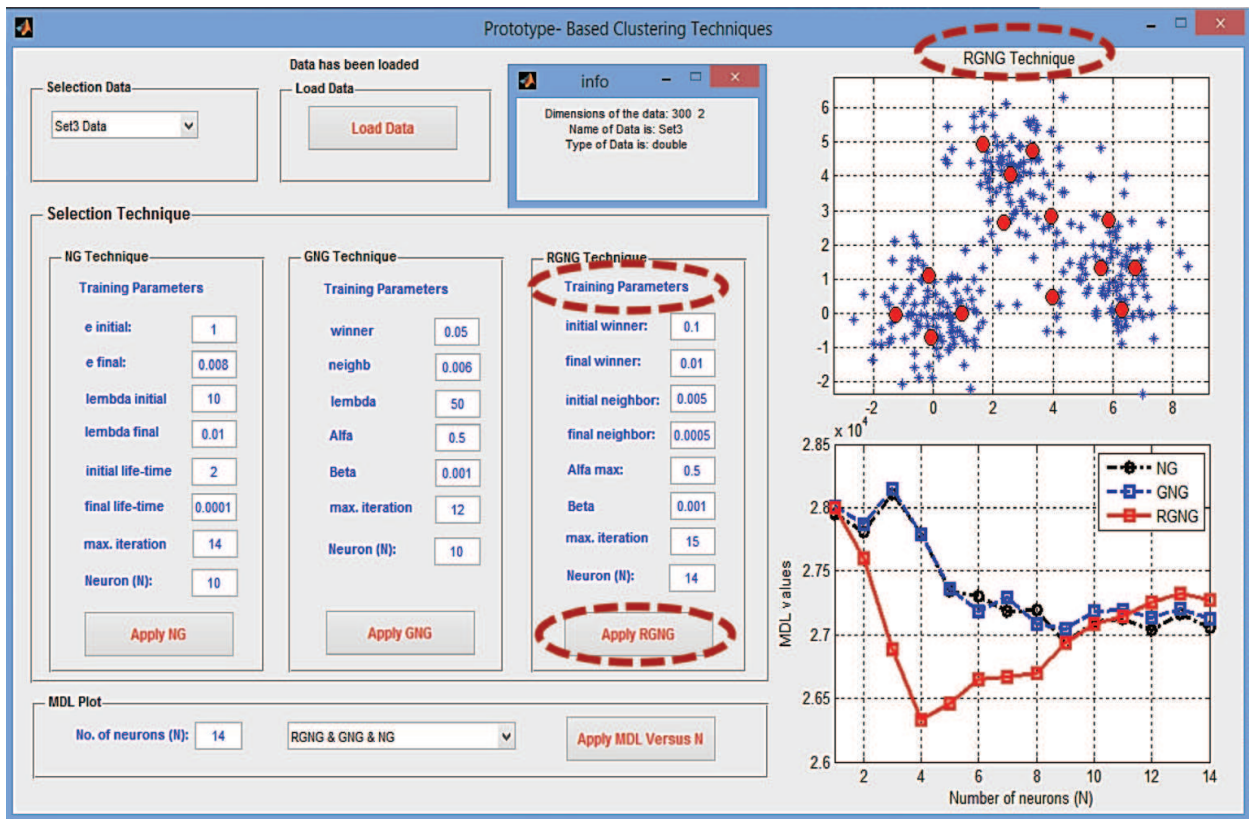 Prototype- Based Clustering Techniques
Data has been loaded
Selection Data
Set3 Data
Load Data
Load Data
info
Dimensions of the data: 300 2
Name of Data is: Set3
Type of Data is: double
Selection Technique
NG Technique
Training Parameters
e initial:
1
e final:
0.008
lembda initial
10
lembda final
0.01
initial life-time
2
final life-time
0.0001
max. iteration
14
Neuron (N):
10
Apply NG
GNG Technique
Training Parameters
winner
0.05
neighb
0.006
lembda
50
Alfa
0.5
Beta
0.001
max. iteration
12
Neuron (N):
10
Apply GNG
RGNG Technique
Training Parameters
initial winner:
0.1
final winner:
0.01
initial neighbor:
0.005
final neighbor:
0.0005
Alfa max:
0.5
Beta
0.001
max. iteration
15
Neuron (N):
14
Apply RGNG
MDL Plot
No. of neurons (N):
14
RGNG & GNG & NG
Apply MDL Versus N
RGNG Technique
6
5
4
3
2
1
0
-1
-2
-2 0 2 4 6 8
x 10^4
2.85
2.8
2.75
2.7
2.65
2.6
MDL values
NG
GNG
RGNG
2 4 6 8 10 12 14
Number of neurons (N)